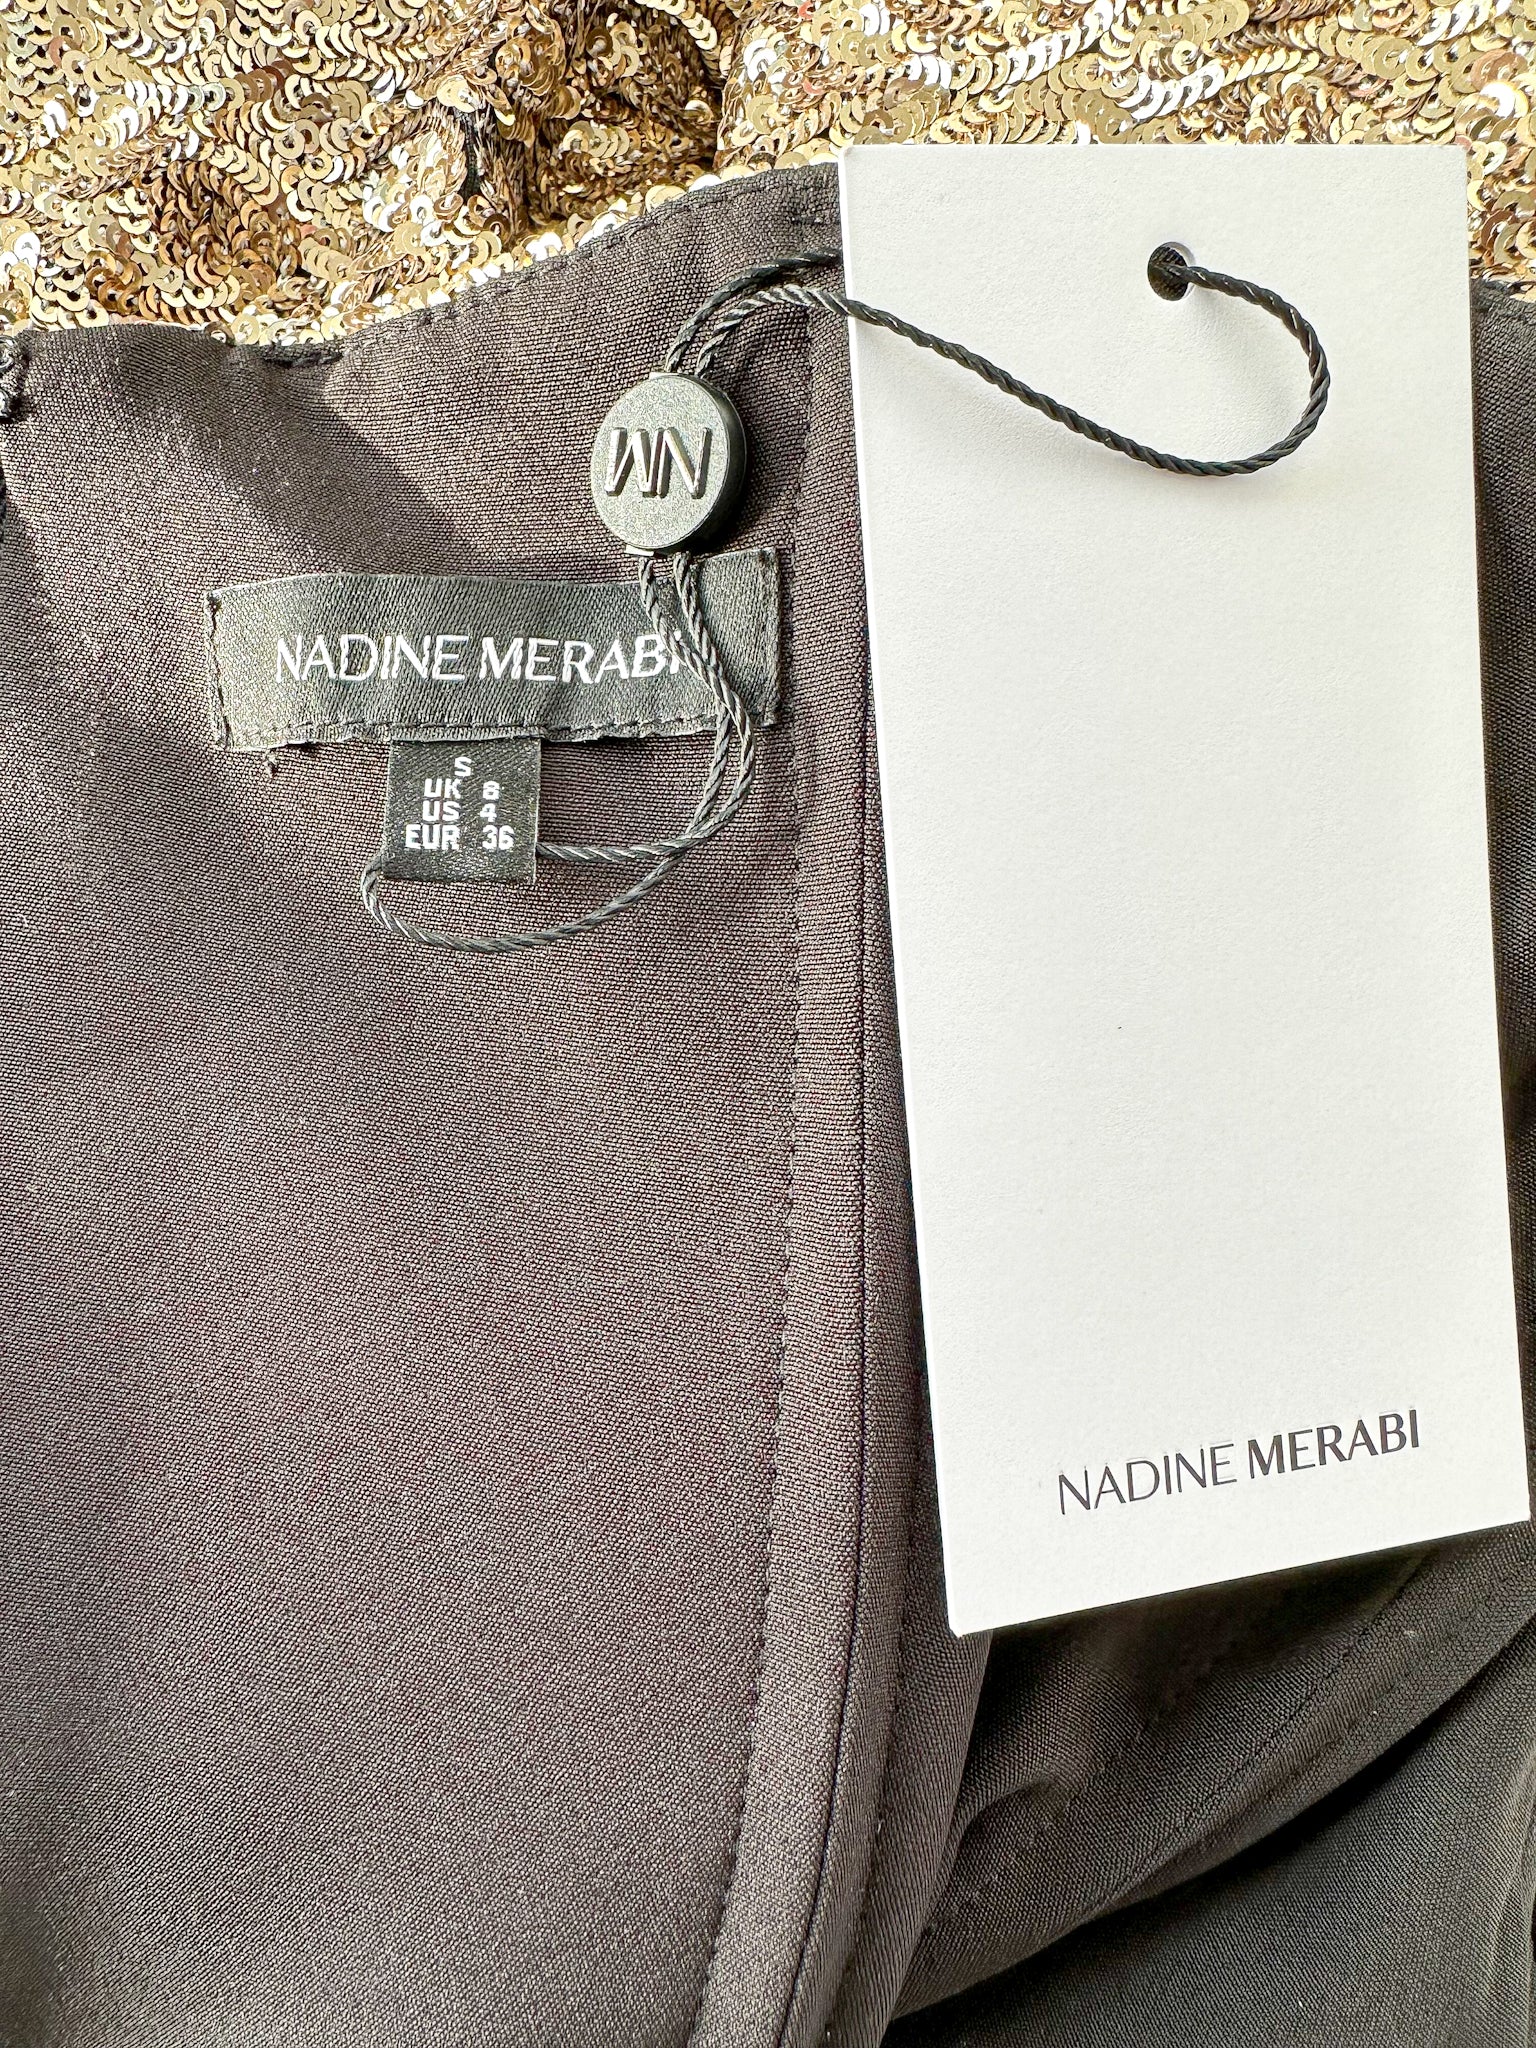 NM
NADINE MERABI
S
UK 8
US 4
EUR 36
NADINE MERABI